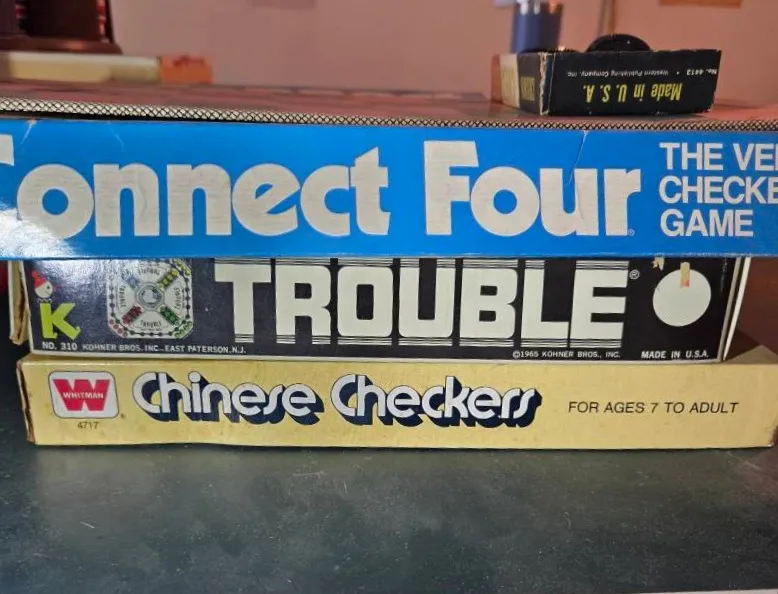 No. 4413 • Western Publishing Company, Inc.
Made in U.S.A.
onnect Four®
THE VE
CHECKE
GAME
K
TROUBLE®
NO. 310 KOHNER BROS. INC. EAST PATERSON, N.J.
©1965 KOHNER BROS., INC.
MADE IN U.S.A.
W
WHITMAN®
4717
Chinese Checkers
FOR AGES 7 TO ADULT